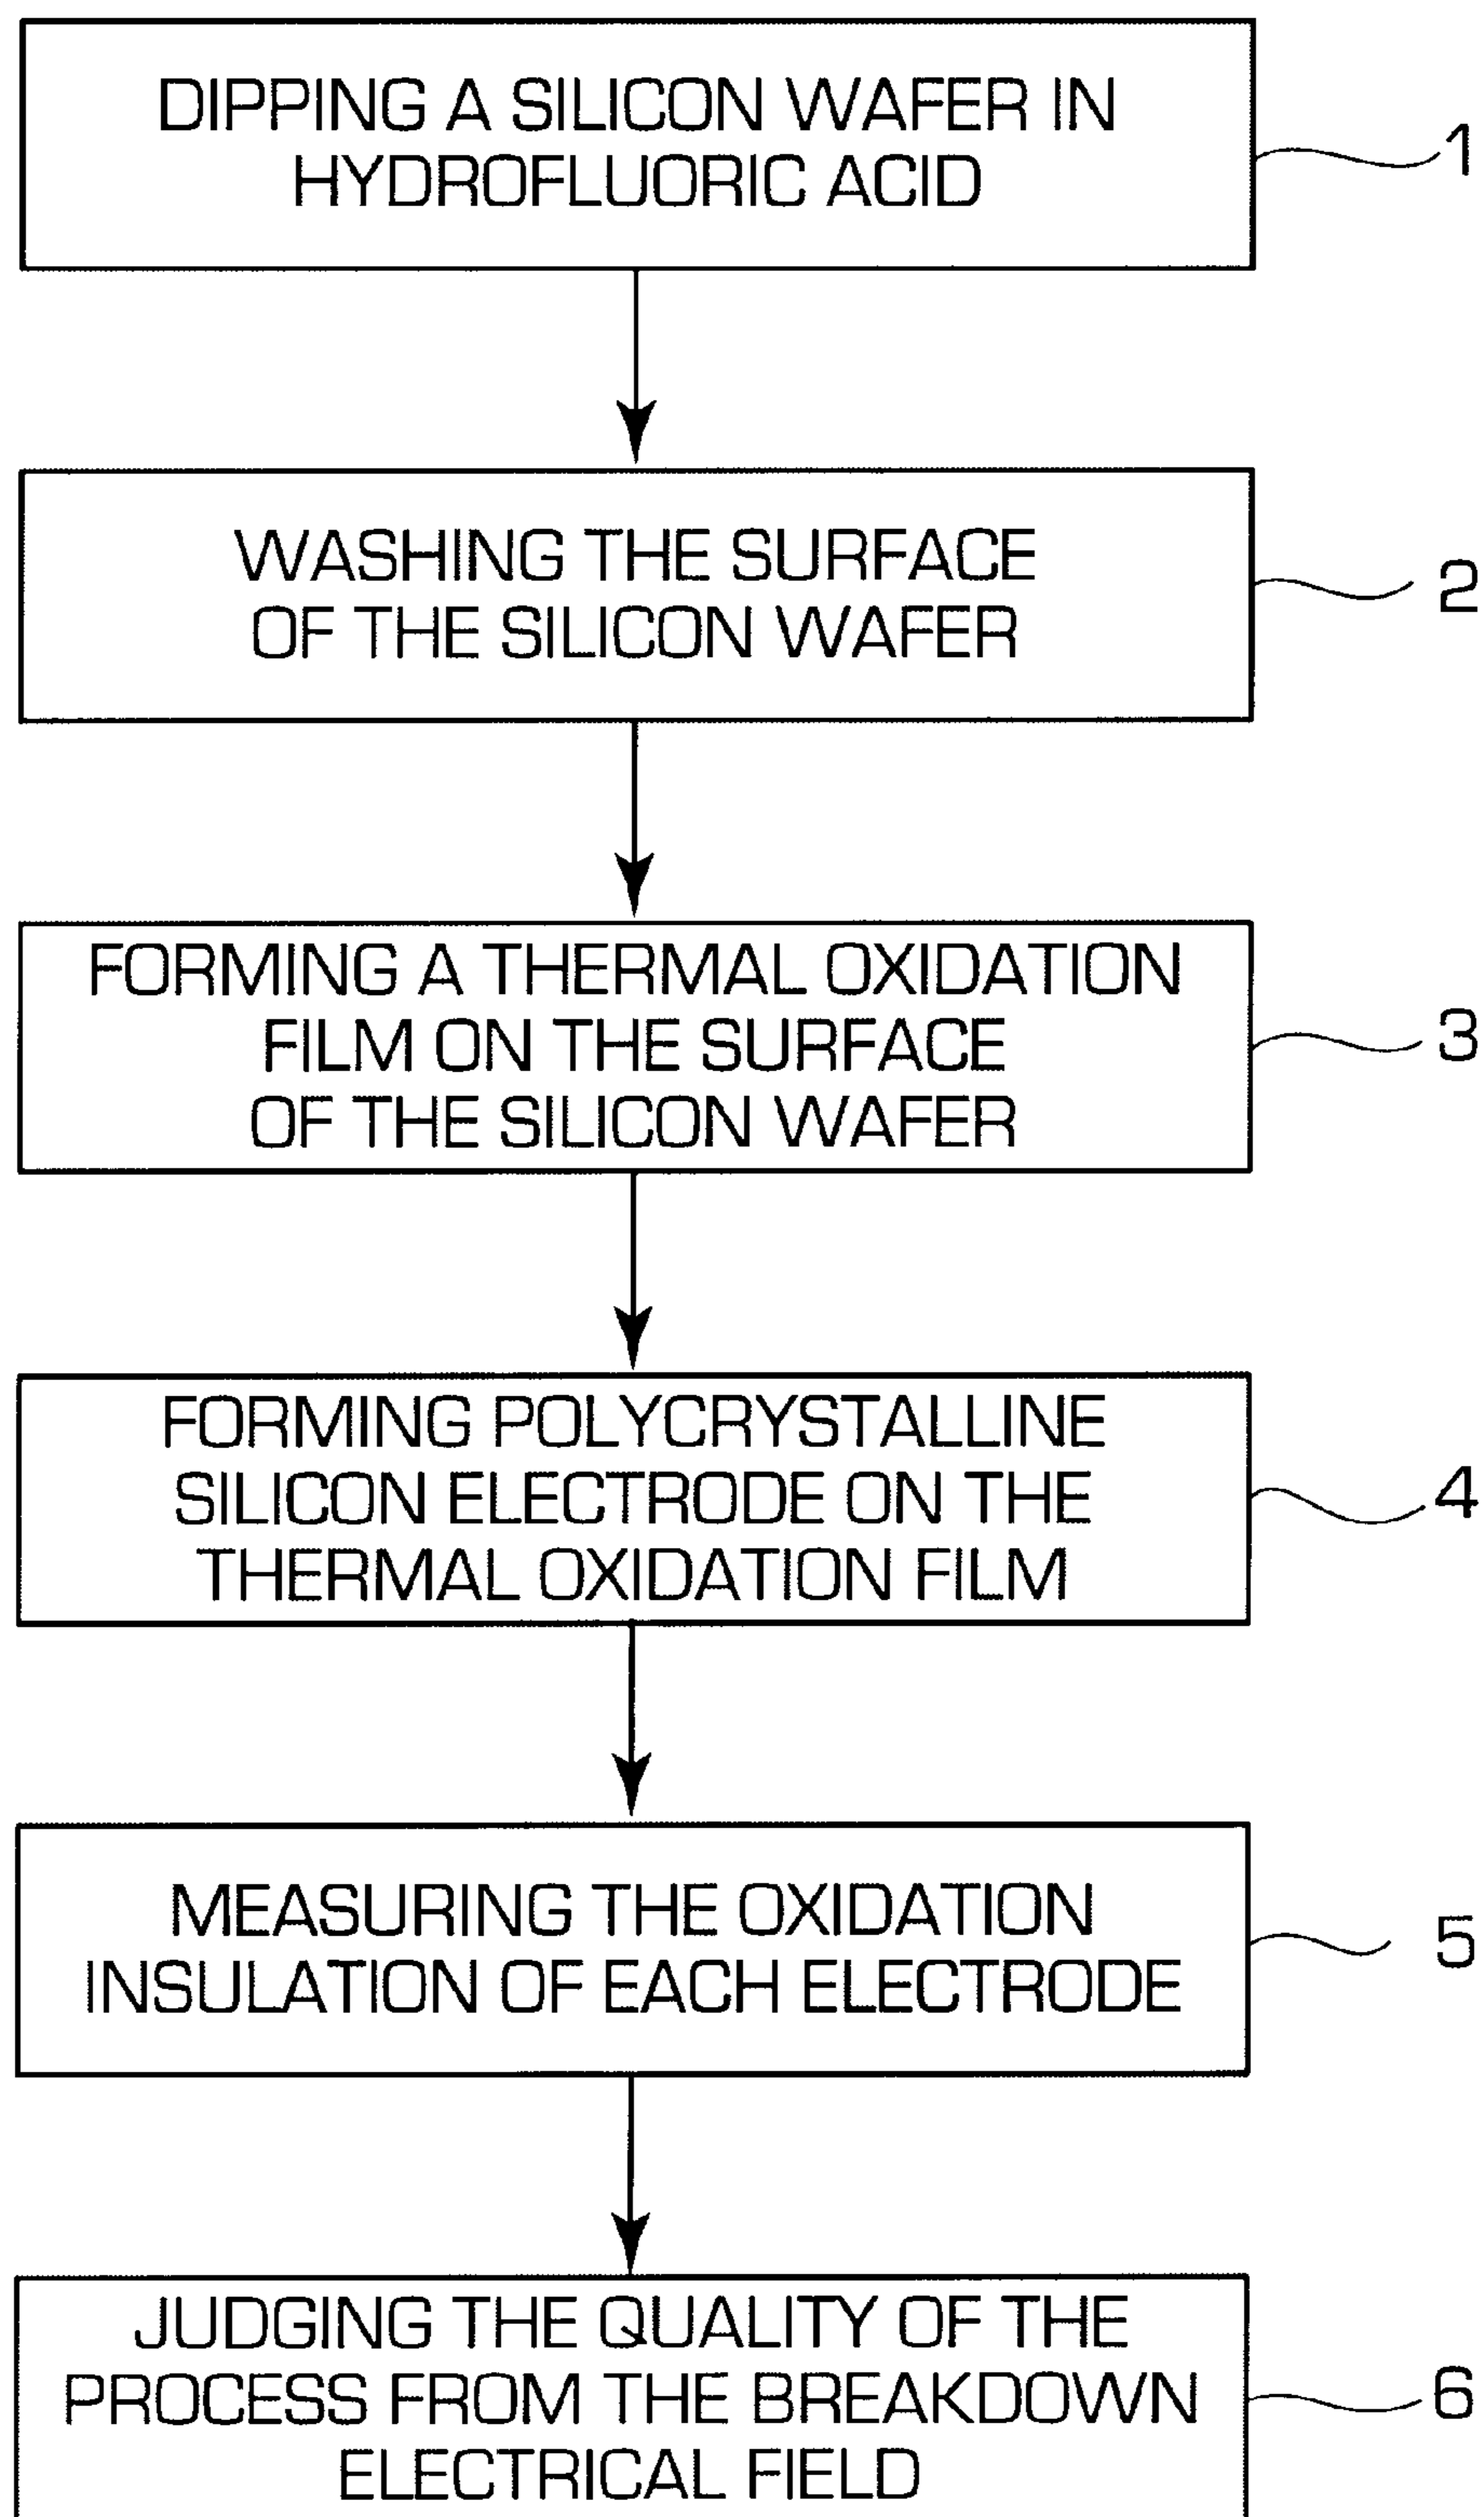 DIPPING A SILICON WAFER IN
HYDROFLUORIC ACID
1
WASHING THE SURFACE
OF THE SILICON WAFER
2
FORMING A THERMAL OXIDATION
FILM ON THE SURFACE
OF THE SILICON WAFER
3
FORMING POLYCRYSTALLINE
SILICON ELECTRODE ON THE
THERMAL OXIDATION FILM
4
MEASURING THE OXIDATION
INSULATION OF EACH ELECTRODE
5
JUDGING THE QUALITY OF THE
PROCESS FROM THE BREAKDOWN
ELECTRICAL FIELD
6